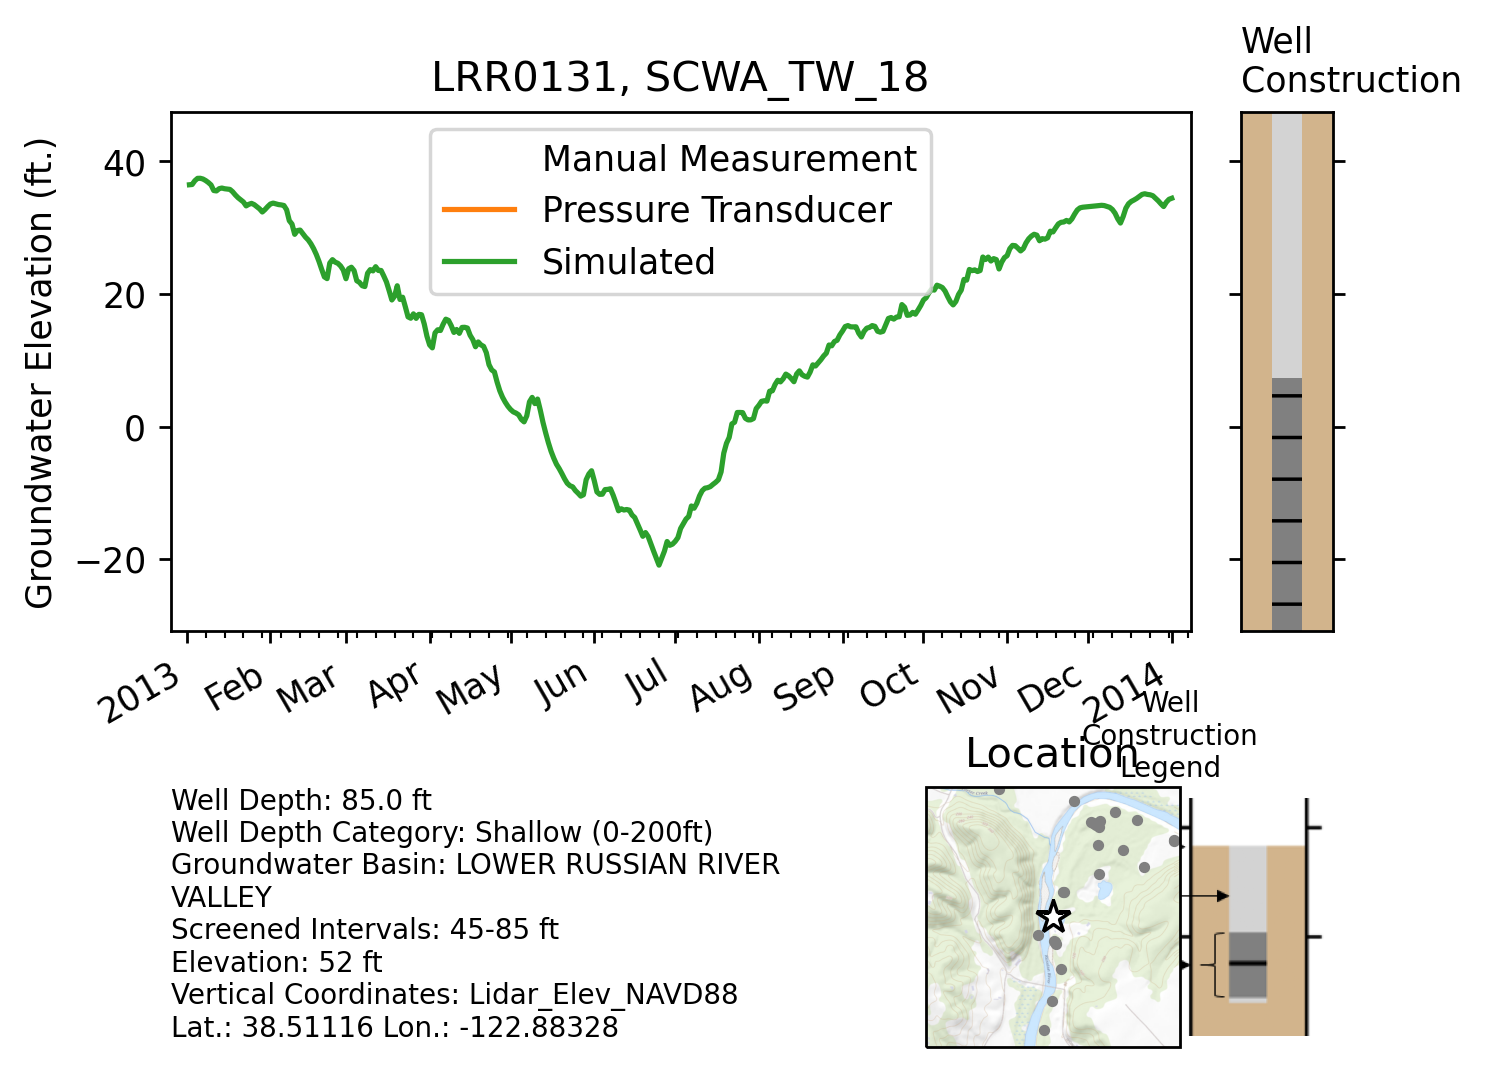 Well
Construction
LRR0131, SCWA_TW_18
Groundwater Elevation (ft.)
40
20
0
−20
Manual Measurement
Pressure Transducer
Simulated
2013
Feb
Mar
Apr
May
Jun
Jul
Aug
Sep
Oct
Nov
Dec
2014
Well
Construction
Legend
Location
Well Depth: 85.0 ft
Well Depth Category: Shallow (0-200ft)
Groundwater Basin: LOWER RUSSIAN RIVER
VALLEY
Screened Intervals: 45-85 ft
Elevation: 52 ft
Vertical Coordinates: Lidar_Elev_NAVD88
Lat.: 38.51116 Lon.: -122.88328